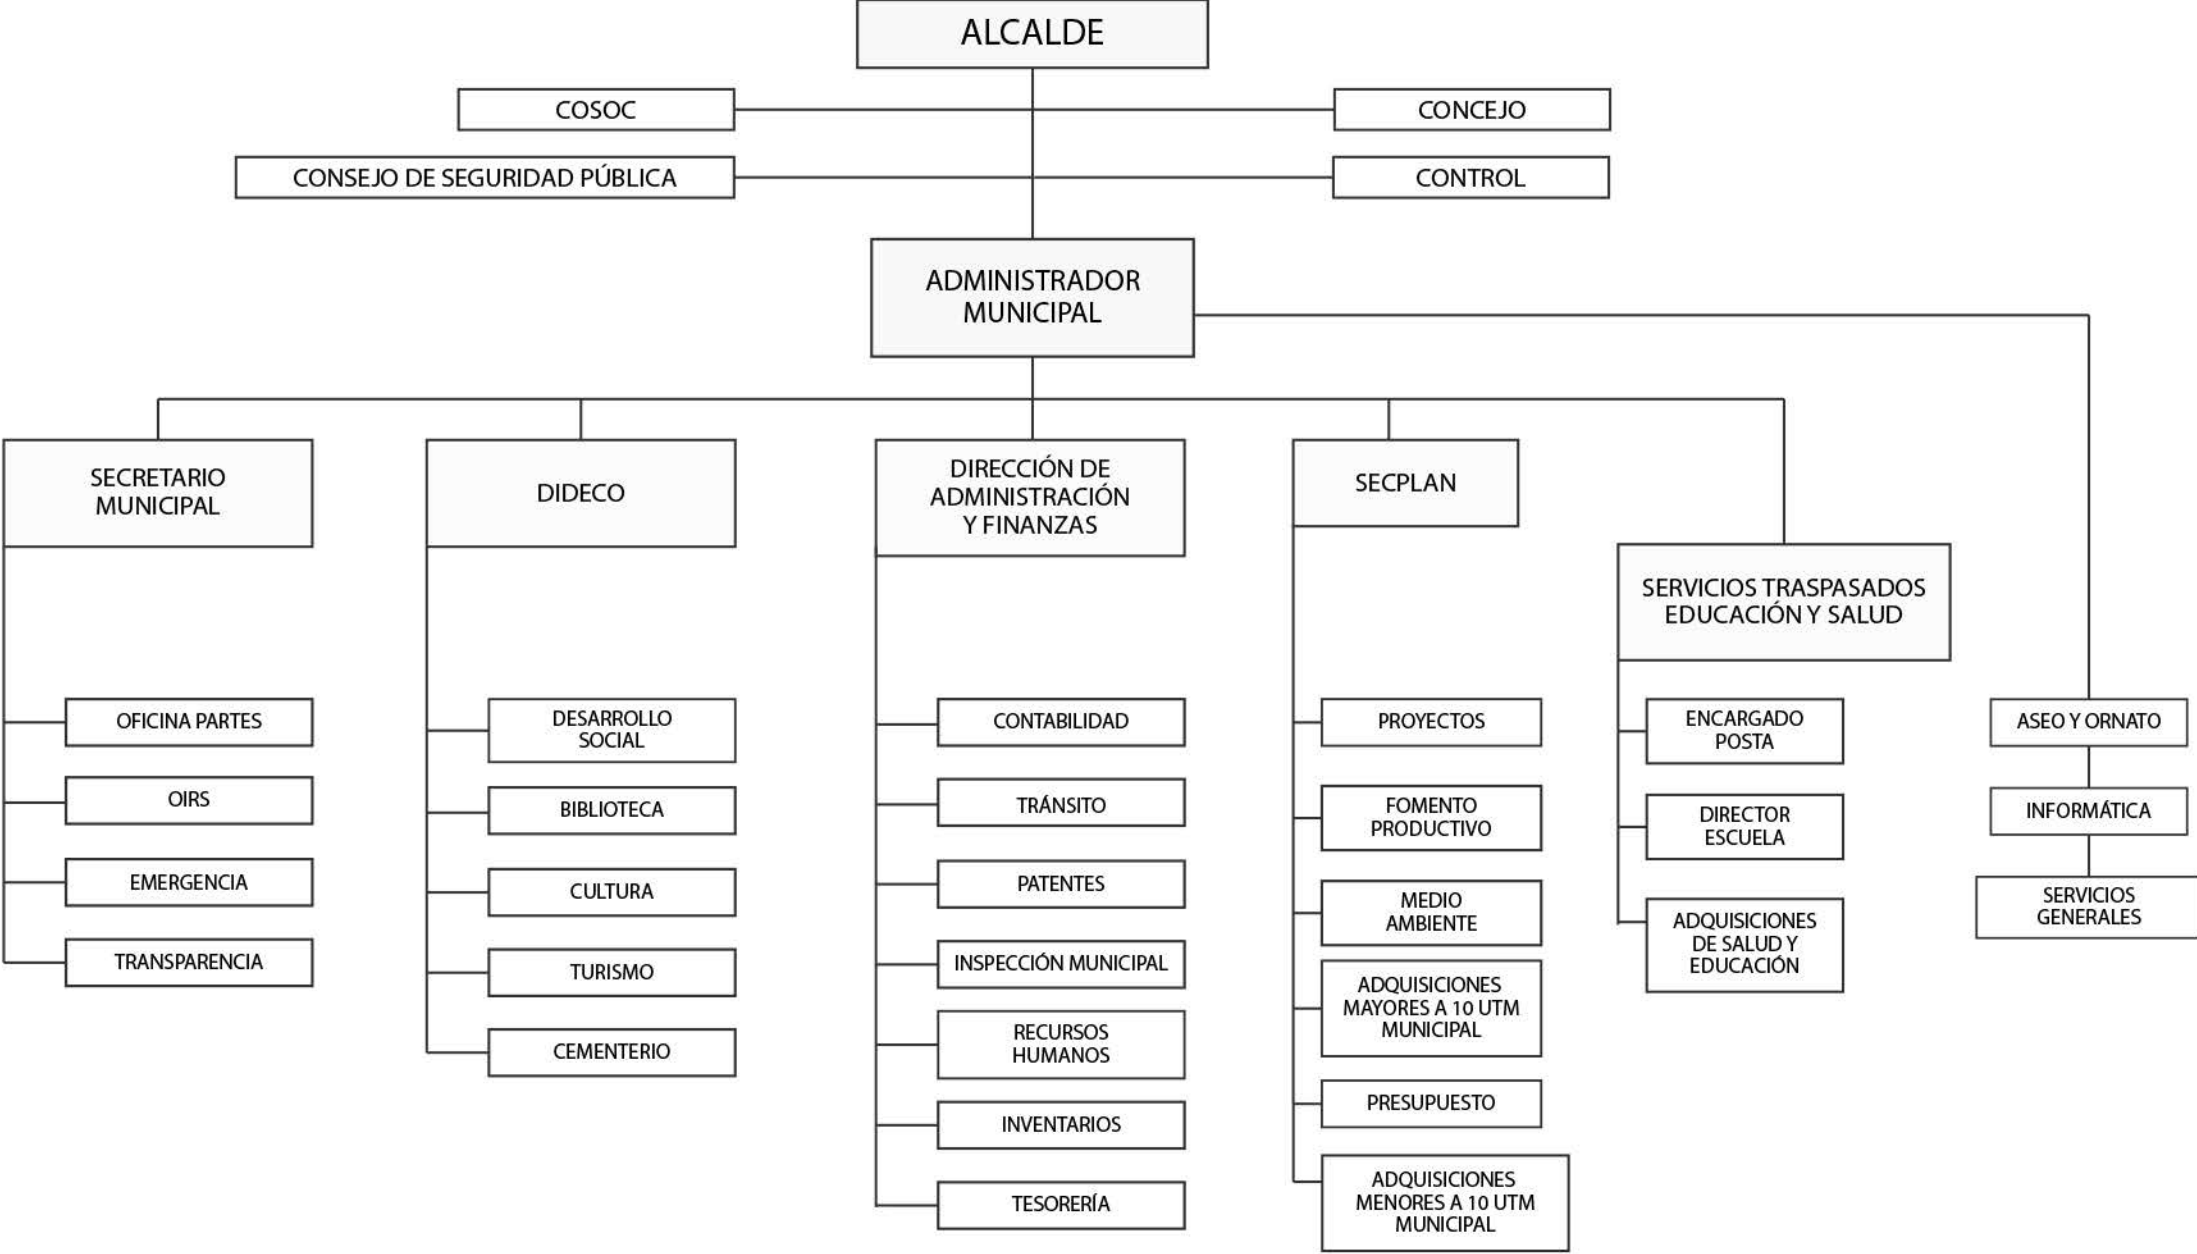 ALCALDE
COSOC
CONCEJO
CONSEJO DE SEGURIDAD PÚBLICA
CONTROL
ADMINISTRADOR
MUNICIPAL
SECRETARIO
MUNICIPAL
OFICINA PARTES
OIRS
EMERGENCIA
TRANSPARENCIA
DIDECO
DESARROLLO
SOCIAL
BIBLIOTECA
CULTURA
TURISMO
CEMENTERIO
DIRECCIÓN DE
ADMINISTRACIÓN
Y FINANZAS
CONTABILIDAD
TRÁNSITO
PATENTES
INSPECCIÓN MUNICIPAL
RECURSOS
HUMANOS
INVENTARIOS
TESORERÍA
SECPLAN
PROYECTOS
FOMENTO
PRODUCTIVO
MEDIO
AMBIENTE
ADQUISICIONES
MAYORES A 10 UTM
MUNICIPAL
PRESUPUESTO
ADQUISICIONES
MENORES A 10 UTM
MUNICIPAL
SERVICIOS TRASPASADOS
EDUCACIÓN Y SALUD
ENCARGADO
POSTA
DIRECTOR
ESCUELA
ADQUISICIONES
DE SALUD Y
EDUCACIÓN
ASEO Y ORNATO
INFORMÁTICA
SERVICIOS
GENERALES